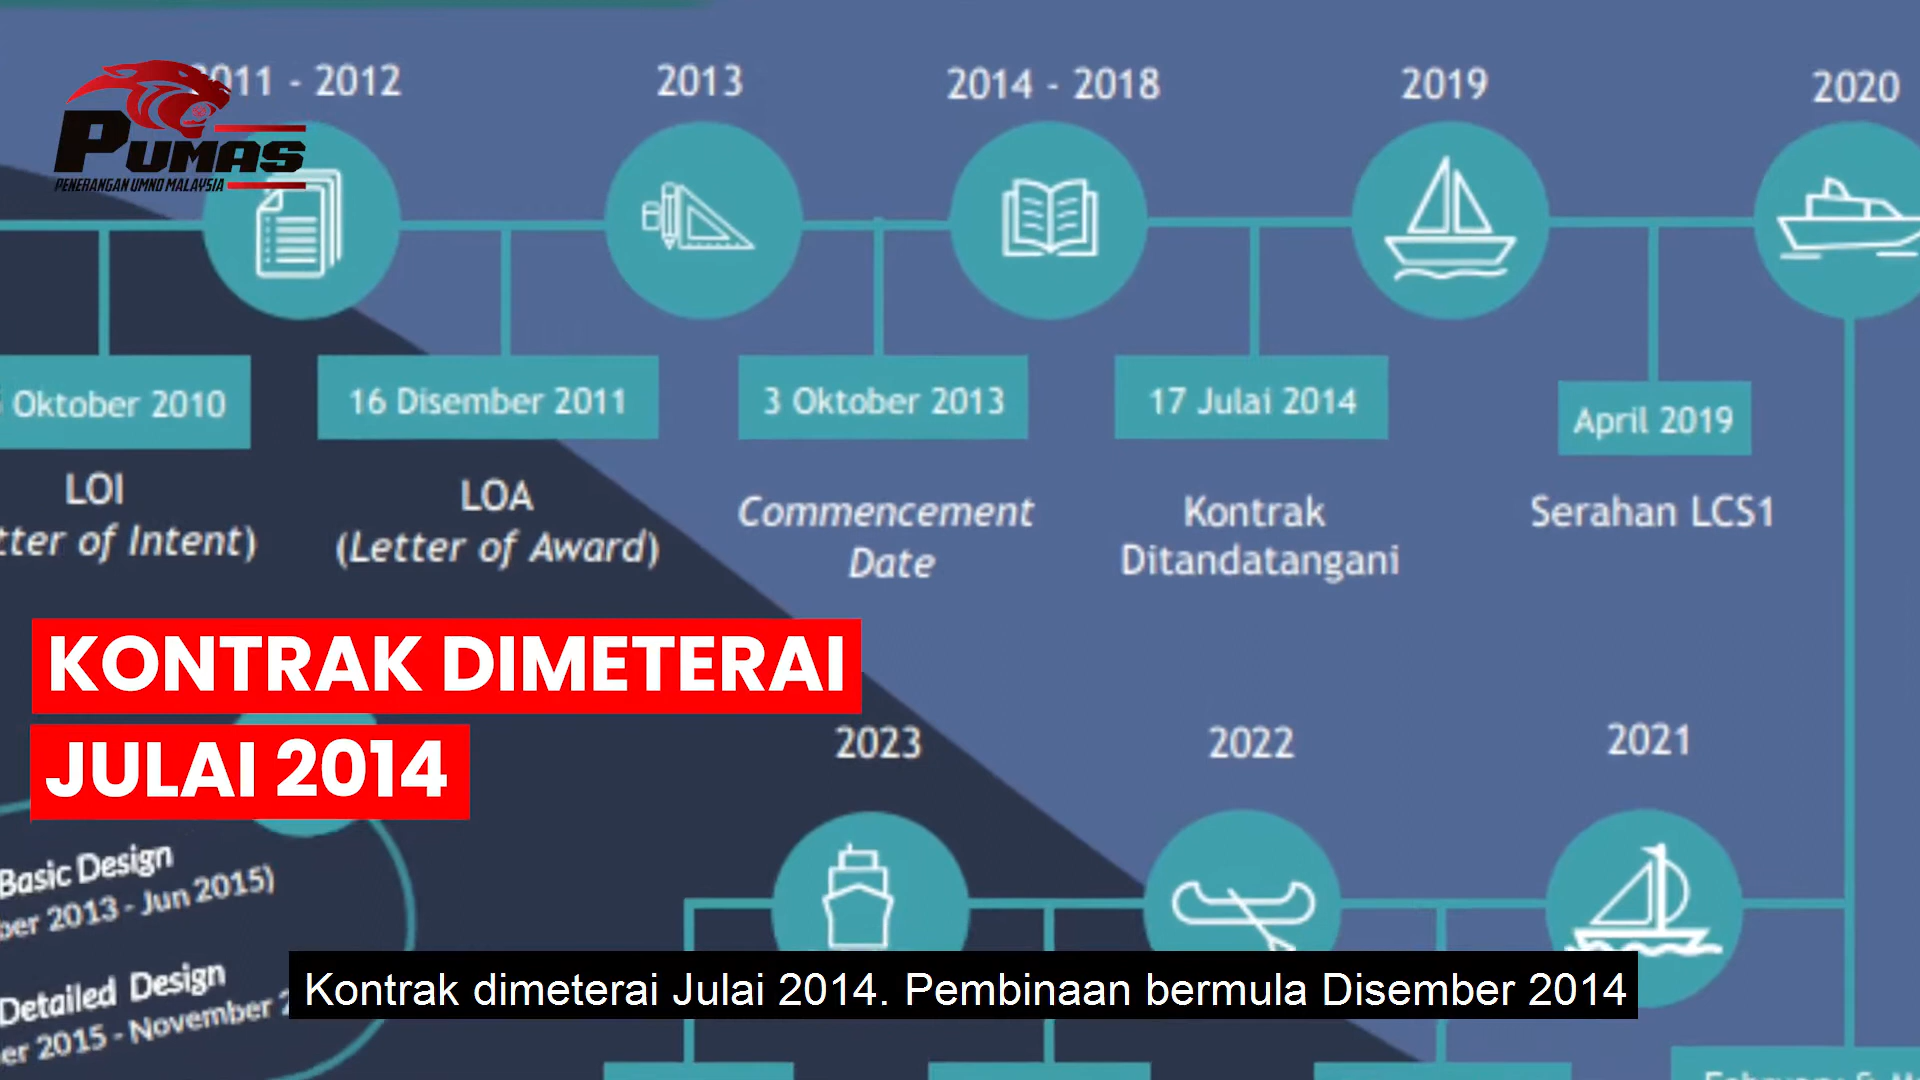 2011 - 2012
2013
2014 - 2018
2019
2020
PUMAS
PENERANGAN UMNO MALAYSIA
Oktober 2010
16 Disember 2011
3 Oktober 2013
17 Julai 2014
April 2019
LOI
of Intent)
LOA
(Letter of Award)
Commencement
Date
Kontrak
Ditandatangani
Serahan LCS1
KONTRAK DIMETERAI
JULAI 2014
2023
2022
2021
Basic Design
2013 - Jun 2015)
Detailed Design
2015 - November
Kontrak dimeterai Julai 2014. Pembinaan bermula Disember 2014